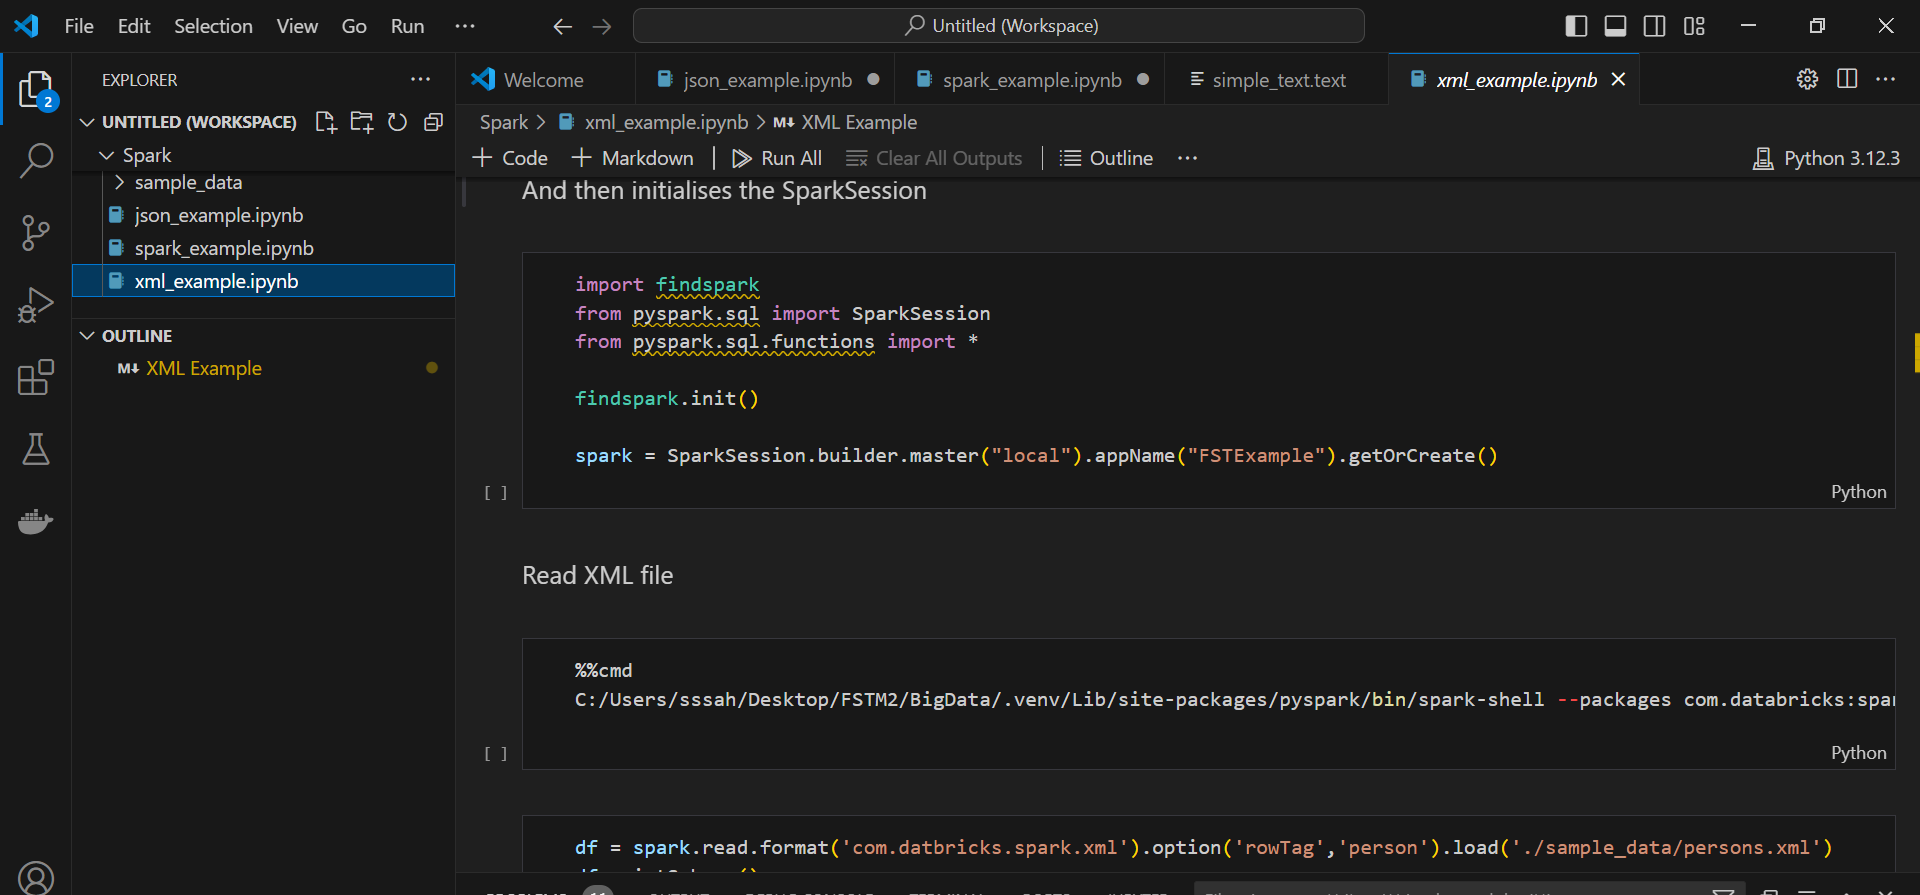 File Edit Selection View Go Run
Untitled (Workspace)
EXPLORER
Welcome
json_example.ipynb
spark_example.ipynb
simple_text.text
xml_example.ipynb
2
UNTITLED (WORKSPACE)
Spark
sample_data
json_example.ipynb
spark_example.ipynb
xml_example.ipynb
OUTLINE
XML Example
Spark > xml_example.ipynb > XML Example
Code Markdown Run All Clear All Outputs Outline
Python 3.12.3
And then initialises the SparkSession
import findspark
from pyspark.sql import SparkSession
from pyspark.sql.functions import *
findspark.init()
spark = SparkSession.builder.master("local").appName("FSTExample").getOrCreate()
[ ]
Python
Read XML file
%%cmd
C:/Users/sssah/Desktop/FSTM2/BigData/.venv/Lib/site-packages/pyspark/bin/spark-shell --packages com.databricks:spar
[ ]
Python
df = spark.read.format('com.datbricks.spark.xml').option('rowTag','person').load('./sample_data/persons.xml')